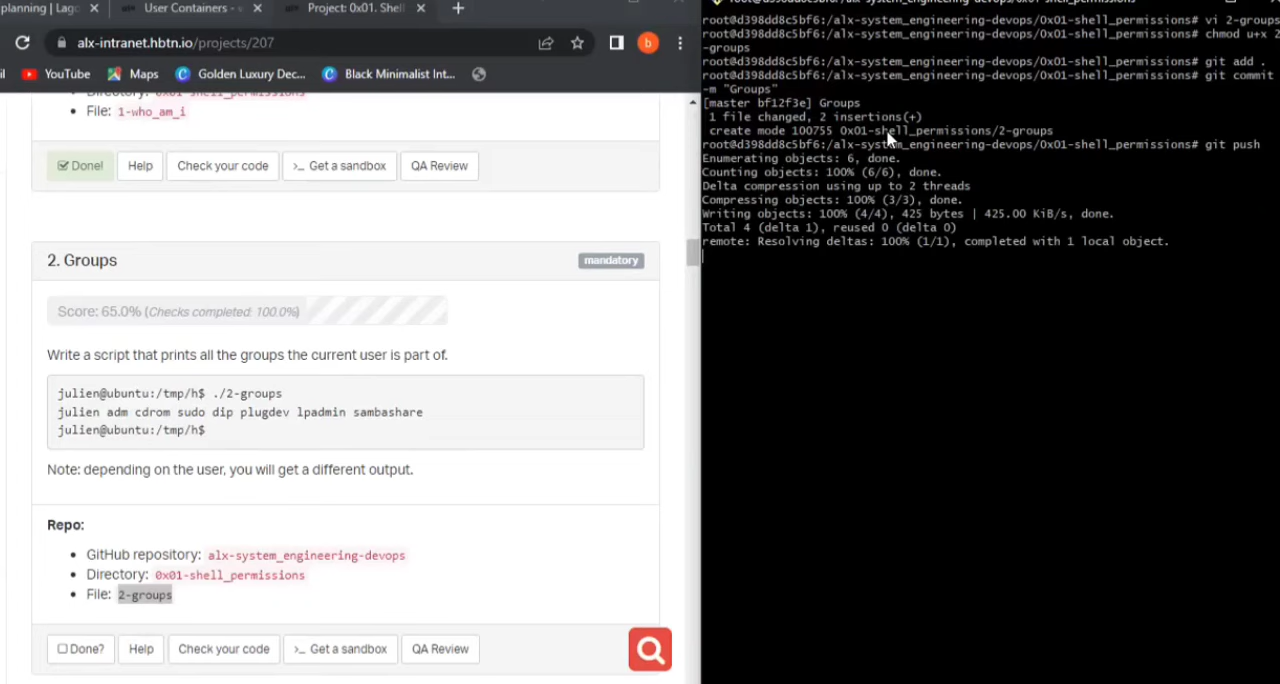 planning | Lago
User Containers -
Project: 0x01. Shell
alx-intranet.hbtn.io/projects/207
b
YouTube
Maps
Golden Luxury Dec...
Black Minimalist Int...
Directory: 0x01-shell_permissions
File: 1-who_am_i
Done!
Help
Check your code
>_ Get a sandbox
QA Review
2. Groups
mandatory
Score: 65.0% (Checks completed: 100.0%)
Write a script that prints all the groups the current user is part of.
julien@ubuntu:/tmp/h$ ./2-groups
julien adm cdrom sudo dip plugdev lpadmin sambashare
julien@ubuntu:/tmp/h$
Note: depending on the user, you will get a different output.
Repo:
GitHub repository: alx-system_engineering-devops
Directory: 0x01-shell_permissions
File: 2-groups
Done?
Help
Check your code
>_ Get a sandbox
QA Review
root@d398dd8c5bf6:/alx-system_engineering-devops/0x01-shell_permissions# vi 2-groups
root@d398dd8c5bf6:/alx-system_engineering-devops/0x01-shell_permissions# chmod u+x 2
-groups
root@d398dd8c5bf6:/alx-system_engineering-devops/0x01-shell_permissions# git add .
root@d398dd8c5bf6:/alx-system_engineering-devops/0x01-shell_permissions# git commit
-m "Groups"
[master bf12f3e] Groups
1 file changed, 2 insertions(+)
create mode 100755 0x01-shell_permissions/2-groups
root@d398dd8c5bf6:/alx-system_engineering-devops/0x01-shell_permissions# git push
Enumerating objects: 6, done.
Counting objects: 100% (6/6), done.
Delta compression using up to 2 threads
Compressing objects: 100% (3/3), done.
Writing objects: 100% (4/4), 425 bytes | 425.00 KiB/s, done.
Total 4 (delta 1), reused 0 (delta 0)
remote: Resolving deltas: 100% (1/1), completed with 1 local object.